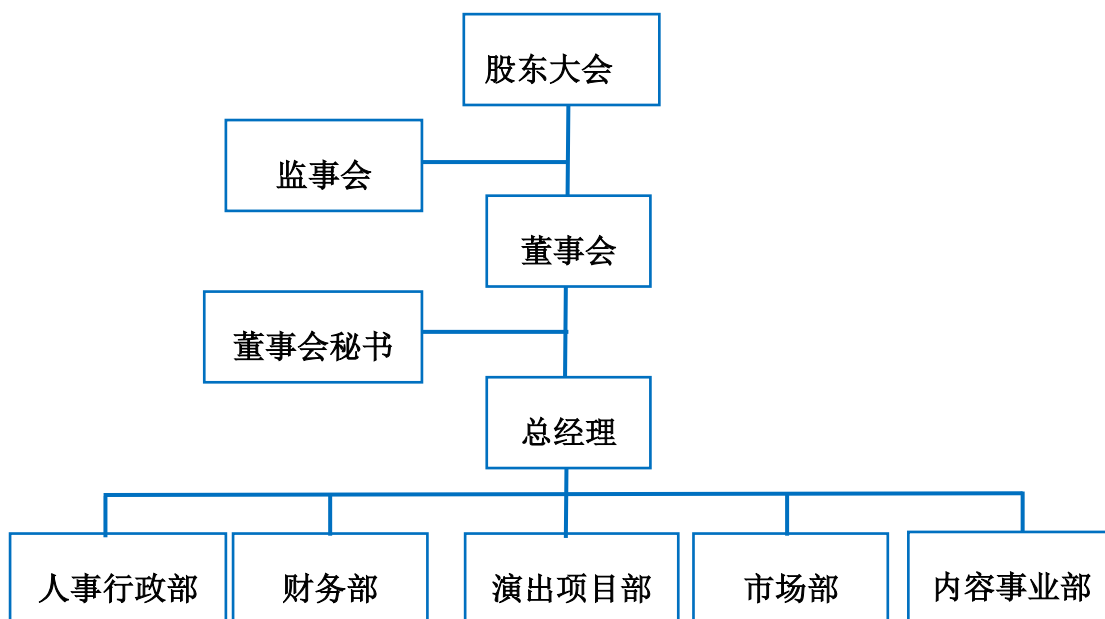 股东大会
监事会
董事会
董事会秘书
总经理
人事行政部
财务部
演出项目部
市场部
内容事业部